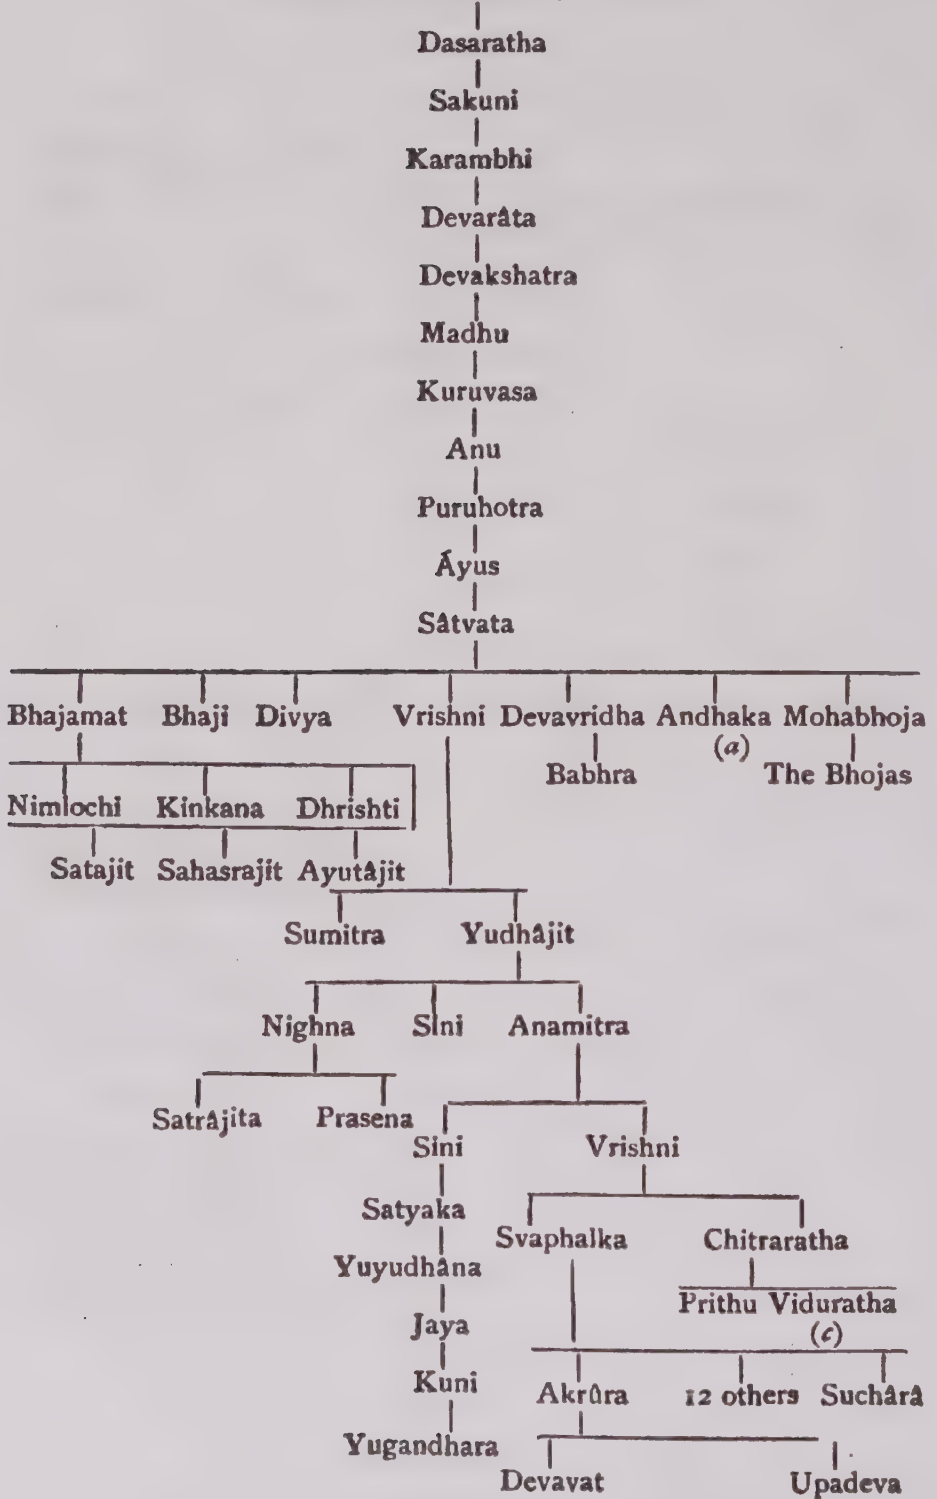 Dasaratha
Sakuni
Karambhi
Devarâta
Devakshatra
Madhu
Kuruvasa
Anu
Puruhotra
Áyus
Sâtvata
Bhajamat Bhaji Divya Vrishni Devavridha Andhaka Mohabhoja
(a)
Babhra The Bhojas
Nimlochi Kinkana Dhrishti
Satajit Sahasrajit Ayutâjit
Sumitra Yudhâjit
Nighna Sini Anamitra
Satrâjita Prasena
Sini Vrishni
Satyaka
Svaphalka Chitraratha
Yuyudhâna
Prithu Viduratha
(c)
Jaya
Kuni
Akrûra 12 others Suchârâ
Yugandhara
Devavat Upadeva